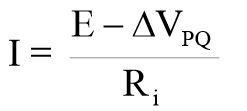 I = E − ΔV_PQ / R_i